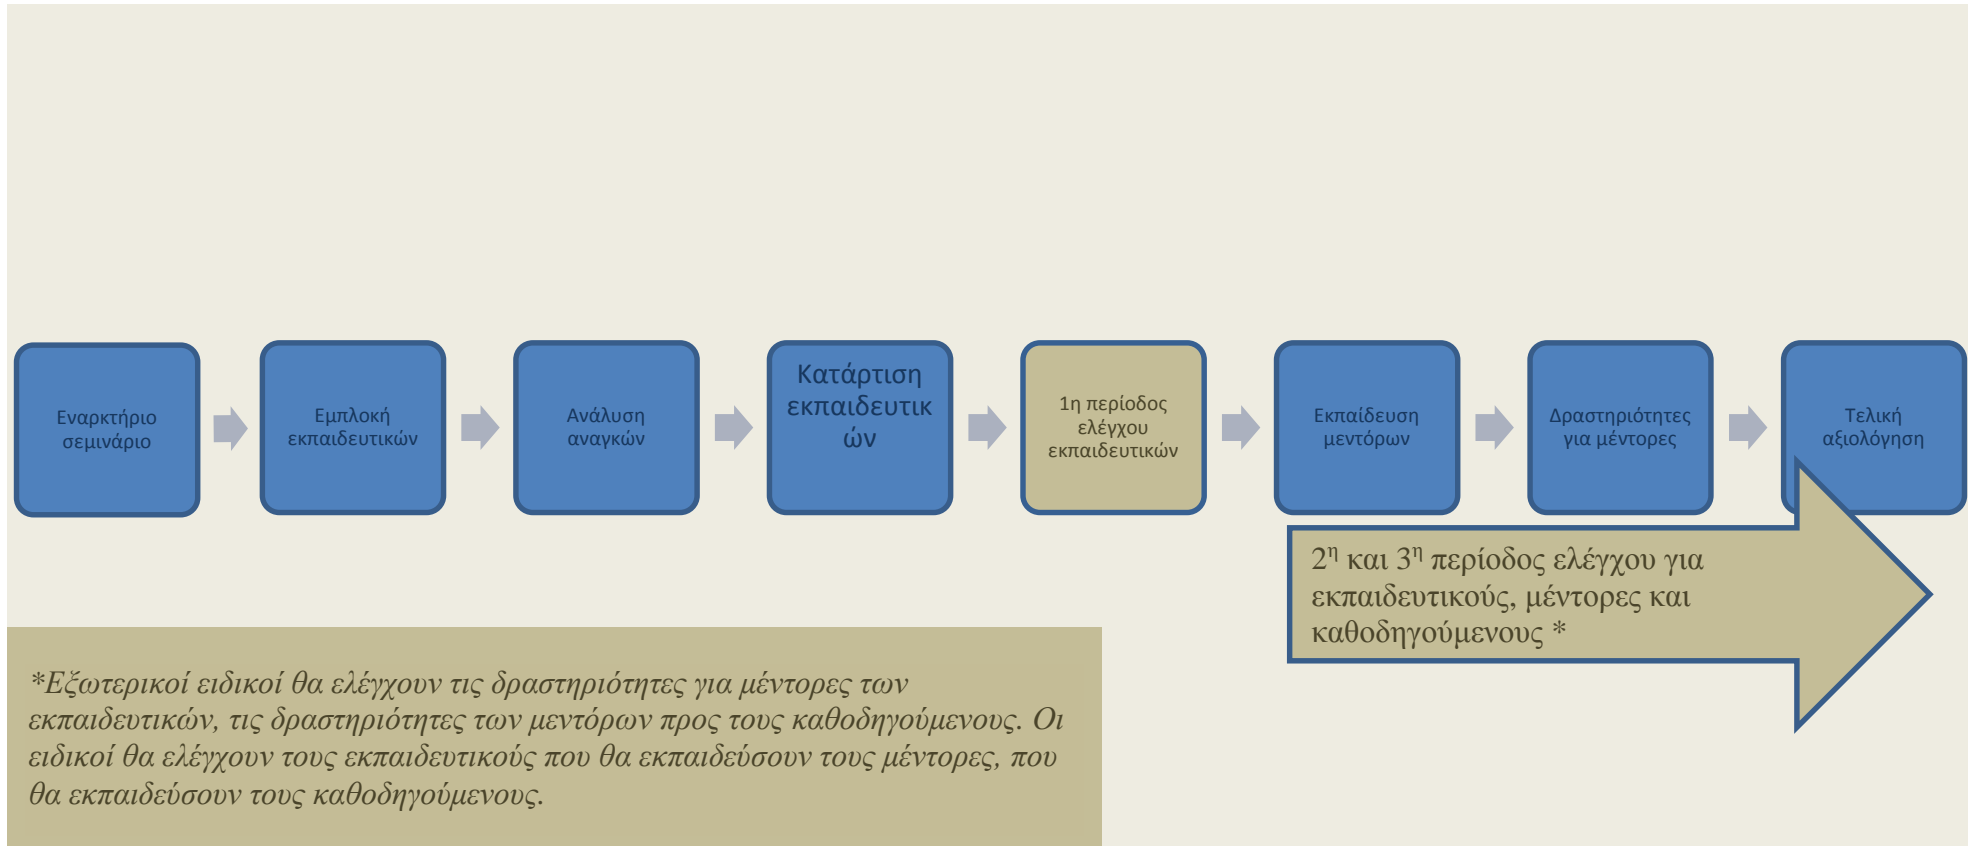 Εναρκτήριο
σεμινάριο
Εμπλοκή
εκπαιδευτικών
Ανάλυση
αναγκών
Κατάρτιση
εκπαιδευτικ
ών
1η περίοδος
ελέγχου
εκπαιδευτικών
Εκπαίδευση
μεντόρων
Δραστηριότητες
για μέντορες
Τελική
αξιολόγηση
2η και 3η περίοδος ελέγχου για
εκπαιδευτικούς, μέντορες και
καθοδηγούμενους *
*Εξωτερικοί ειδικοί θα ελέγχουν τις δραστηριότητες για μέντορες των
εκπαιδευτικών, τις δραστηριότητες των μεντόρων προς τους καθοδηγούμενους. Οι
ειδικοί θα ελέγχουν τους εκπαιδευτικούς που θα εκπαιδεύσουν τους μέντορες, που
θα εκπαιδεύσουν τους καθοδηγούμενους.